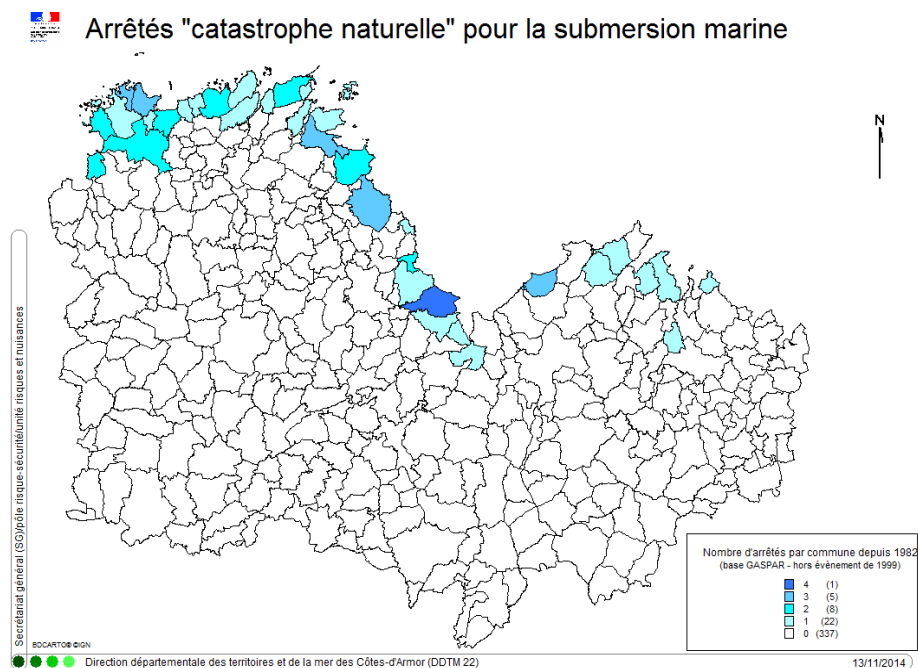 Arrêtés "catastrophe naturelle" pour la submersion marine
N
Secrétariat général (SG)/pôle risque-sécurité/unité risques et nuisances
Nombre d'arrêtés par commune depuis 1982
(base GASPAR - hors évènement de 1999)
4 (1)
3 (5)
2 (8)
1 (22)
0 (337)
BDCARTO® ©IGN
Direction départementale des territoires et de la mer des Côtes-d'Armor (DDTM 22)
13/11/2014